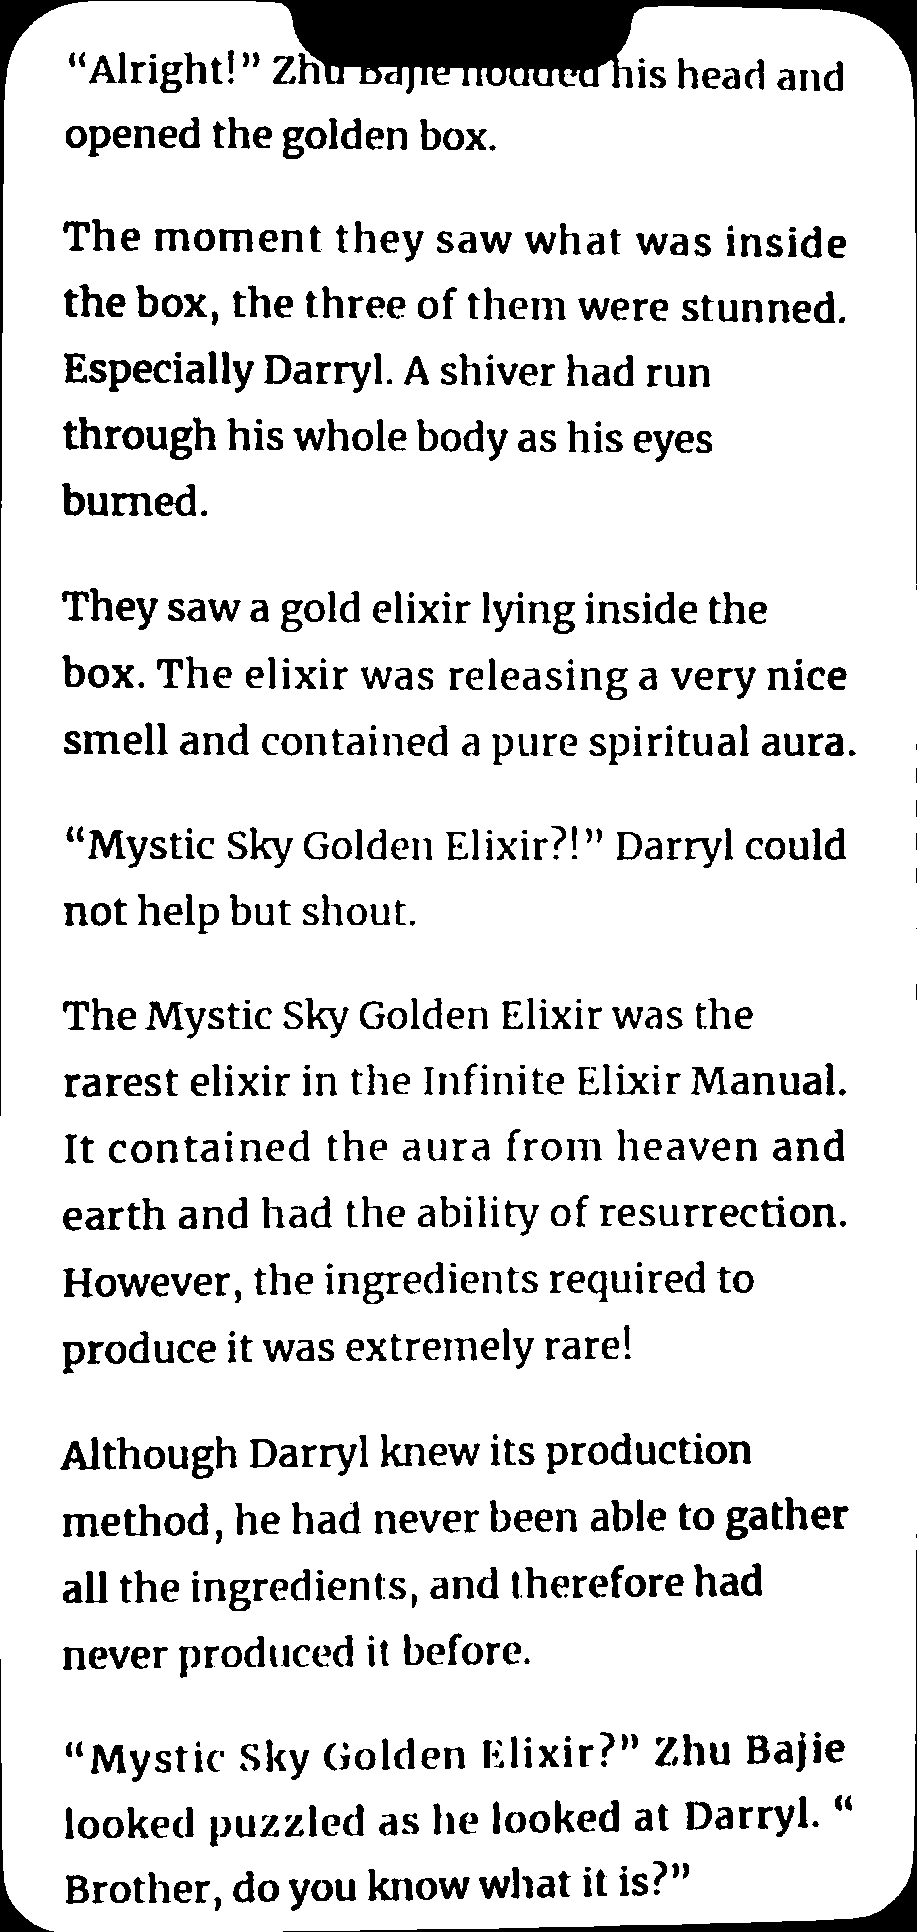 “Alright!” Zhu Bajie nodded his head and
opened the golden box.
The moment they saw what was inside
the box, the three of them were stunned.
Especially Darryl. A shiver had run
through his whole body as his eyes
burned.
They saw a gold elixir lying inside the
box. The elixir was releasing a very nice
smell and contained a pure spiritual aura.
“Mystic Sky Golden Elixir?!” Darryl could
not help but shout.
The Mystic Sky Golden Elixir was the
rarest elixir in the Infinite Elixir Manual.
It contained the aura from heaven and
earth and had the ability of resurrection.
However, the ingredients required to
produce it was extremely rare!
Although Darryl knew its production
method, he had never been able to gather
all the ingredients, and therefore had
never produced it before.
“Mystic Sky Golden Elixir?” Zhu Bajie
looked puzzled as he looked at Darryl. “
Brother, do you know what it is?”